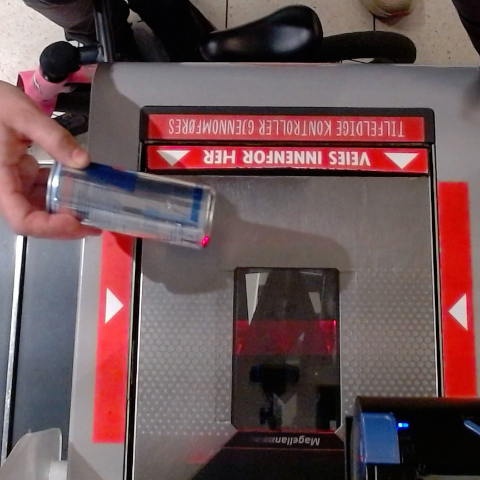 TILFELDIGE KONTROLLER GJENNOMFØRES
VEIES INNENFOR HER
Magellan